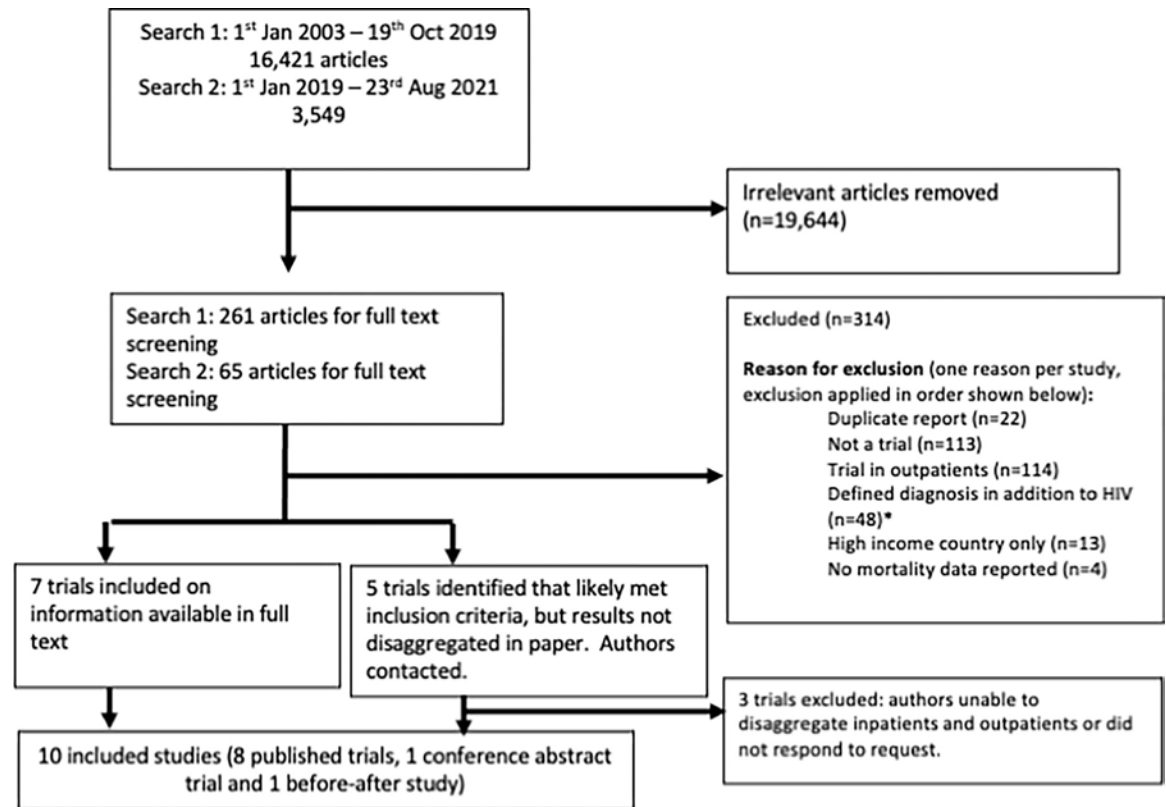 Search 1: 1st Jan 2003 – 19th Oct 2019
16,421 articles
Search 2: 1st Jan 2019 – 23rd Aug 2021
3,549
Irrelevant articles removed
(n=19,644)
Search 1: 261 articles for full text
screening
Search 2: 65 articles for full text
screening
Excluded (n=314)
Reason for exclusion (one reason per study,
exclusion applied in order shown below):
Duplicate report (n=22)
Not a trial (n=113)
Trial in outpatients (n=114)
Defined diagnosis in addition to HIV
(n=48)*
High income country only (n=13)
No mortality data reported (n=4)
7 trials included on
information available in full
text
5 trials identified that likely met
inclusion criteria, but results not
disaggregated in paper.  Authors
contacted.
3 trials excluded: authors unable to
disaggregate inpatients and outpatients or did
not respond to request.
10 included studies (8 published trials, 1 conference abstract
trial and 1 before-after study)